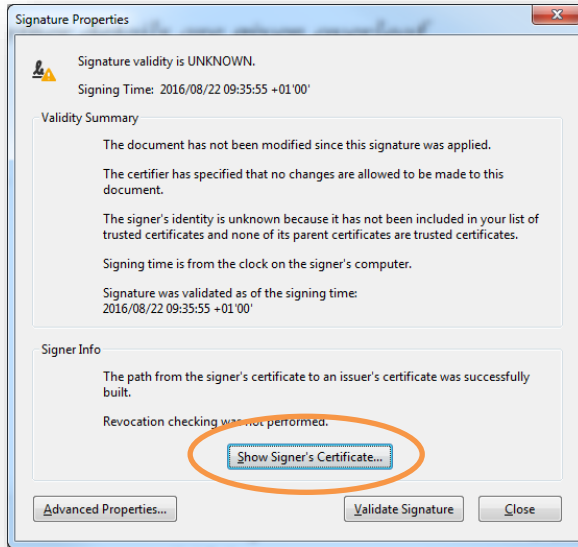 Signature Properties
Signature validity is UNKNOWN.
Signing Time: 2016/08/22 09:35:55 +01'00'
Validity Summary
The document has not been modified since this signature was applied.
The certifier has specified that no changes are allowed to be made to this
document.
The signer's identity is unknown because it has not been included in your list of
trusted certificates and none of its parent certificates are trusted certificates.
Signing time is from the clock on the signer's computer.
Signature was validated as of the signing time:
2016/08/22 09:35:55 +01'00'
Signer Info
The path from the signer's certificate to an issuer's certificate was successfully
built.
Revocation checking was not performed.
Show Signer's Certificate...
Advanced Properties... Validate Signature Close